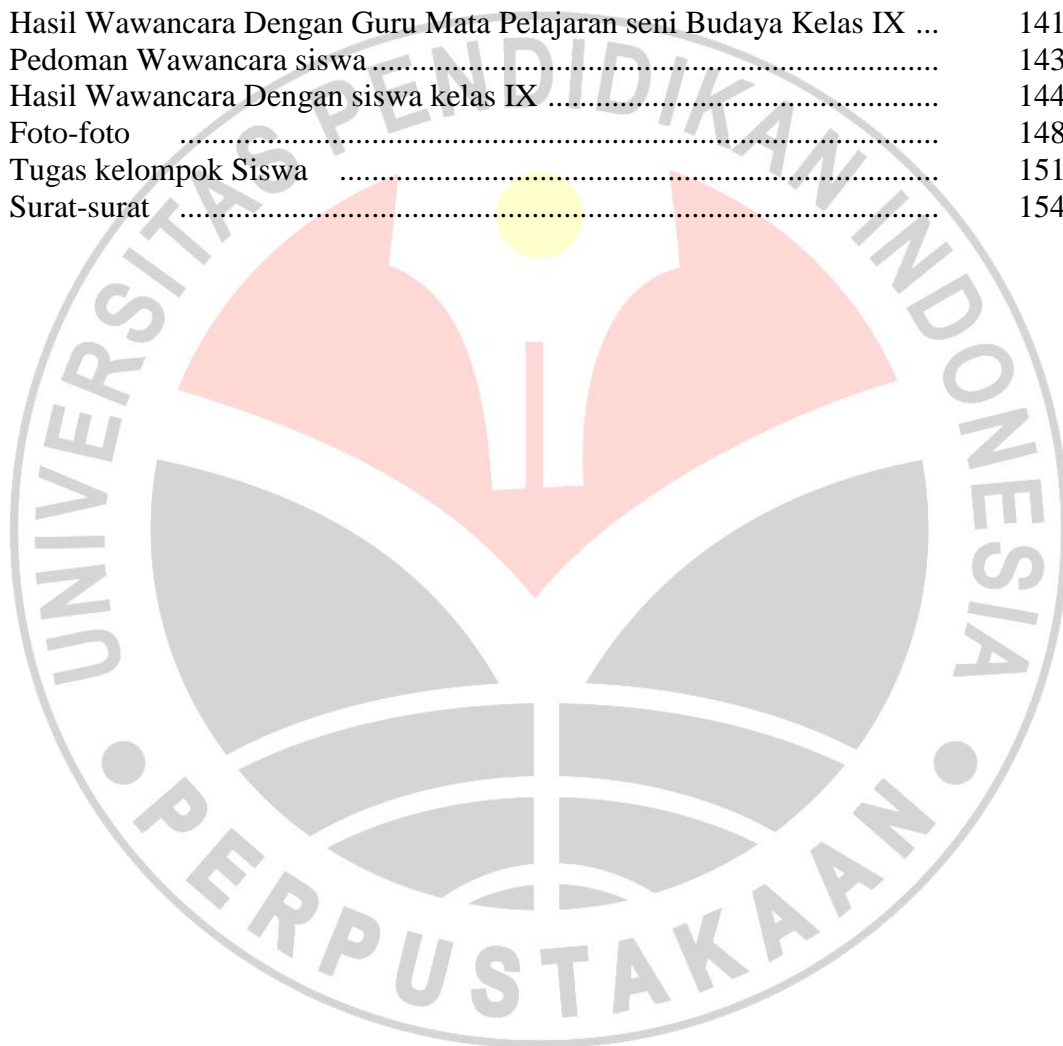 Hasil Wawancara Dengan Guru Mata Pelajaran seni Budaya Kelas IX ... 141
Pedoman Wawancara siswa ........................................................................ 143
Hasil Wawancara Dengan siswa kelas IX .................................................. 144
Foto-foto ................................................................................................ 148
Tugas kelompok Siswa ............................................................................ 151
Surat-surat ................................................................................................ 154
UNIVERSITAS PENDIDIKAN INDONESIA
PERPUSTAKAAN